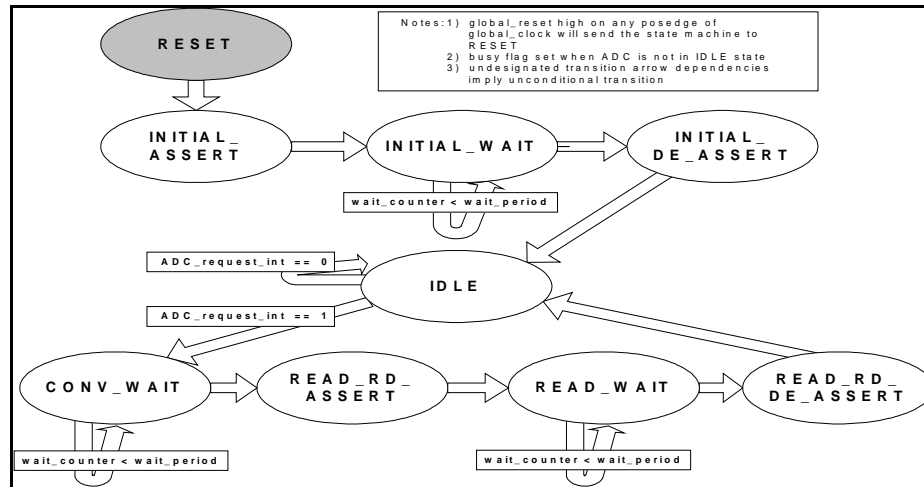 RESET
Notes:1) global_reset high on any posedge of
global_clock will send the state machine to
RESET
2) busy flag set when ADC is not in IDLE state
3) undesignated transition arrow dependencies
imply unconditional transition
INITIAL_
ASSERT
INITIAL_WAIT
INITIAL_
DE_ASSERT
wait_counter < wait_period
ADC_request_int == 0
IDLE
ADC_request_int == 1
CONV_WAIT
READ_RD_
ASSERT
READ_WAIT
READ_RD_
DE_ASSERT
wait_counter < wait_period
wait_counter < wait_period